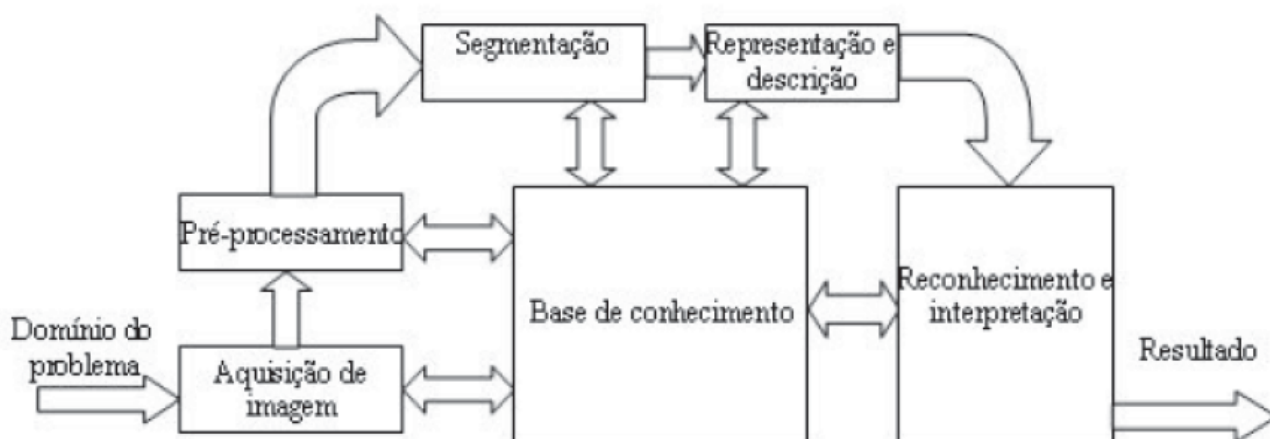 Segmentação
Representação e
descrição
Pré-processamento
Base de conhecimento
Reconhecimento e
interpretação
Domínio do
problema
Aquisição de
imagem
Resultado